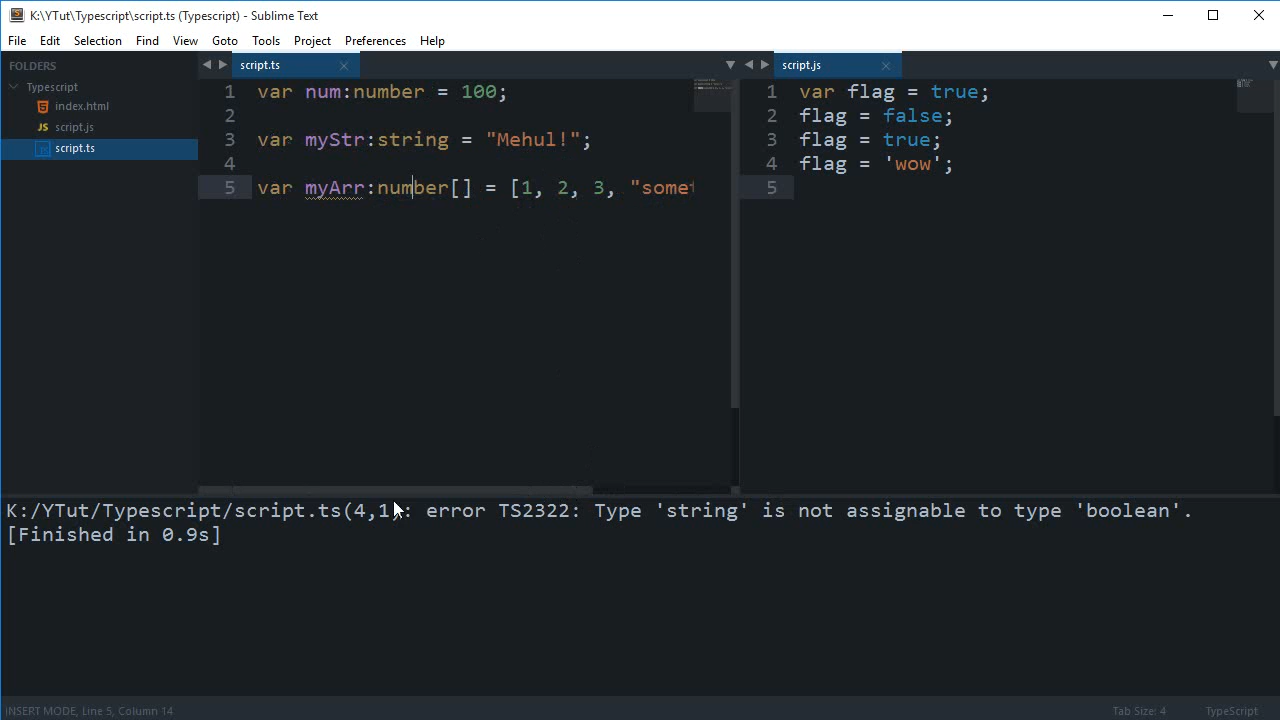 K:\YTut\Typescript\script.ts (Typescript) - Sublime Text
File Edit Selection Find View Goto Tools Project Preferences Help
FOLDERS
Typescript
index.html
script.js
script.ts
script.ts
1 var num:number = 100;
2
3 var myStr:string = "Mehul!";
4
5 var myArr:number[] = [1, 2, 3, "some
script.js
1 var flag = true;
2 flag = false;
3 flag = true;
4 flag = 'wow';
5
K:/YTut/Typescript/script.ts(4,1): error TS2322: Type 'string' is not assignable to type 'boolean'.
[Finished in 0.9s]
INSERT MODE, Line 5, Column 14
Tab Size: 4
TypeScript